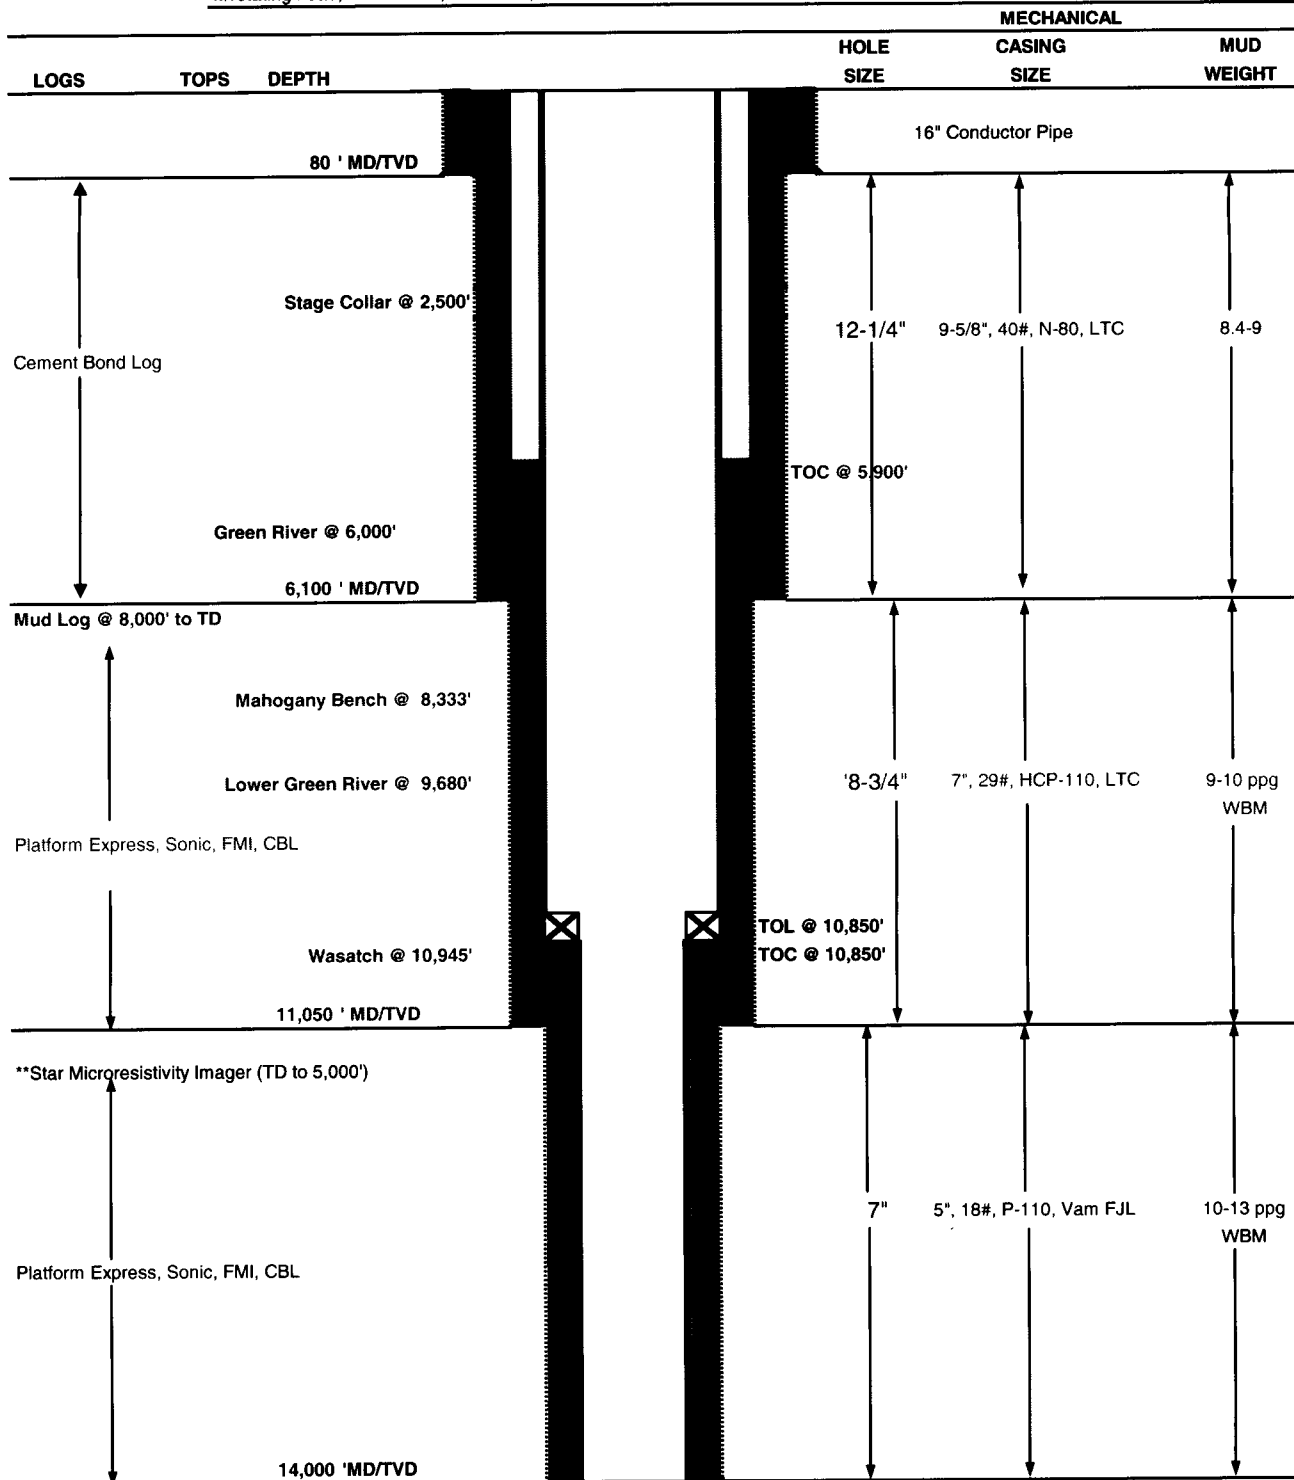 MECHANICAL
HOLE CASING MUD
LOGS TOPS DEPTH SIZE SIZE WEIGHT
16" Conductor Pipe
80 ' MD/TVD
Stage Collar @ 2,500'
12-1/4" 9-5/8", 40#, N-80, LTC 8.4-9
Cement Bond Log
TOC @ 5,900'
Green River @ 6,000'
6,100 ' MD/TVD
Mud Log @ 8,000' to TD
Mahogany Bench @ 8,333'
Lower Green River @ 9,680' '8-3/4" 7", 29#, HCP-110, LTC 9-10 ppg
WBM
Platform Express, Sonic, FMI, CBL
TOL @ 10,850'
Wasatch @ 10,945' TOC @ 10,850'
11,050 ' MD/TVD
**Star Microresistivity Imager (TD to 5,000')
7" 5", 18#, P-110, Vam FJL 10-13 ppg
WBM
Platform Express, Sonic, FMI, CBL
14,000 'MD/TVD